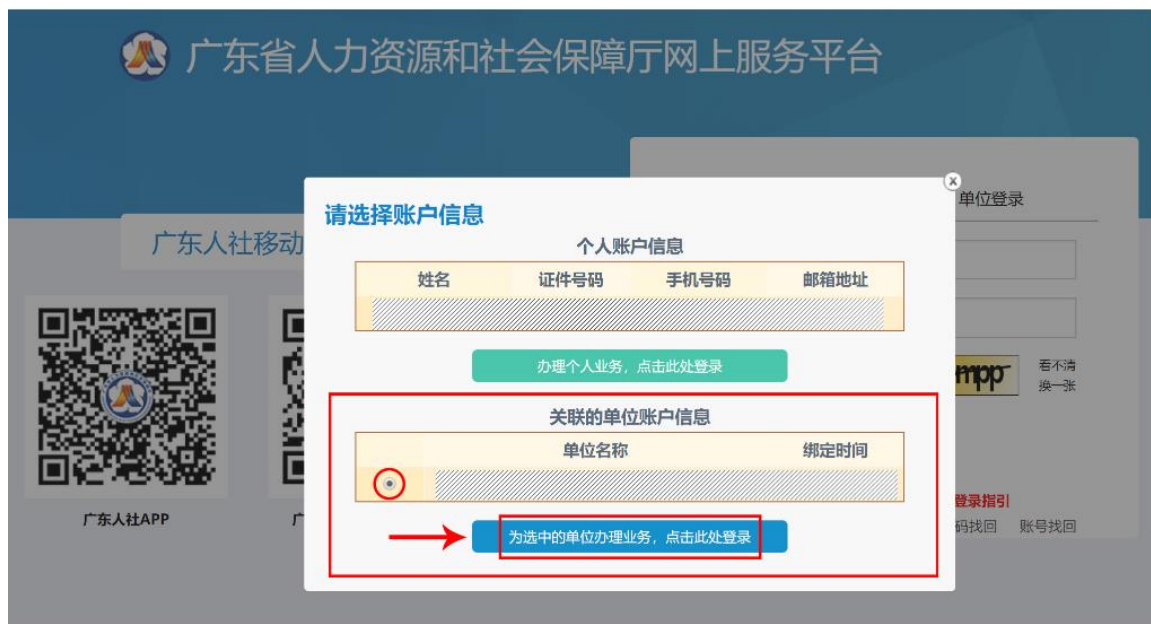 广东省人力资源和社会保障厅网上服务平台
单位登录
请选择账户信息
广东人社移动
个人账户信息
姓名 证件号码 手机号码 邮箱地址
办理个人业务，点击此处登录
mpp
看不清
换一张
关联的单位账户信息
单位名称 绑定时间
登录指引
码找回 账号找回
广东人社APP
为选中的单位办理业务，点击此处登录